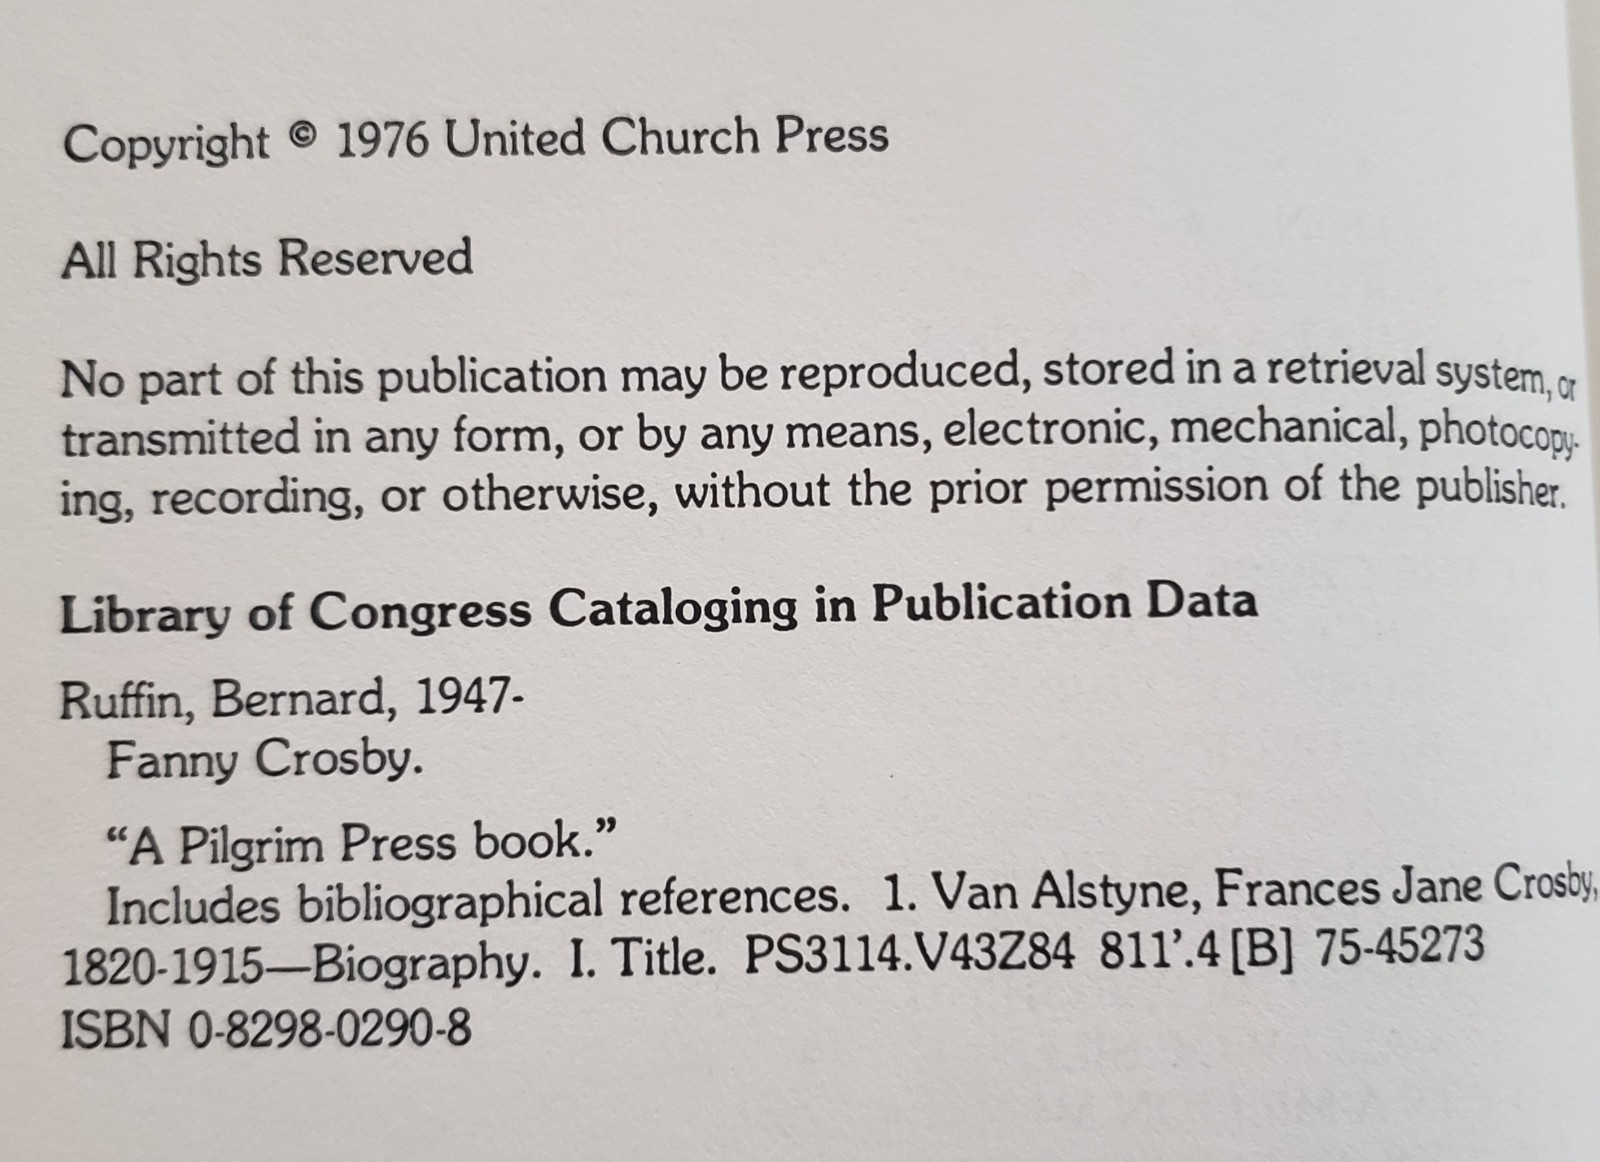 Copyright © 1976 United Church Press
All Rights Reserved
No part of this publication may be reproduced, stored in a retrieval system, or
transmitted in any form, or by any means, electronic, mechanical, photocopy-
ing, recording, or otherwise, without the prior permission of the publisher.
Library of Congress Cataloging in Publication Data
Ruffin, Bernard, 1947-
Fanny Crosby.
“A Pilgrim Press book.”
Includes bibliographical references. 1. Van Alstyne, Frances Jane Crosby,
1820-1915—Biography. I. Title. PS3114.V43Z84 811’.4 [B] 75-45273
ISBN 0-8298-0290-8